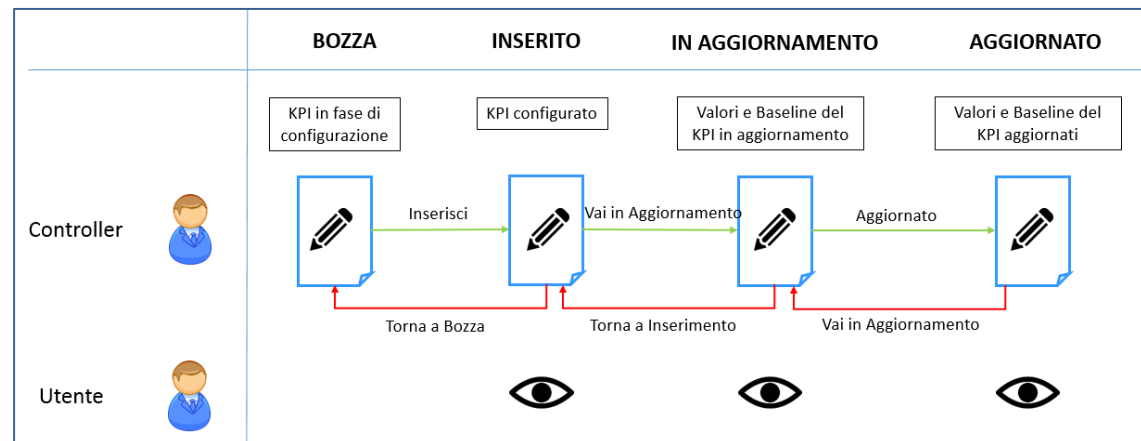 BOZZA
INSERITO
IN AGGIORNAMENTO
AGGIORNATO
KPI in fase di
configurazione
KPI configurato
Valori e Baseline del
KPI in aggiornamento
Valori e Baseline del
KPI aggiornati
Controller
Inserisci
Vai in Aggiornamento
Aggiornato
Torna a Bozza
Torna a Inserimento
Vai in Aggiornamento
Utente